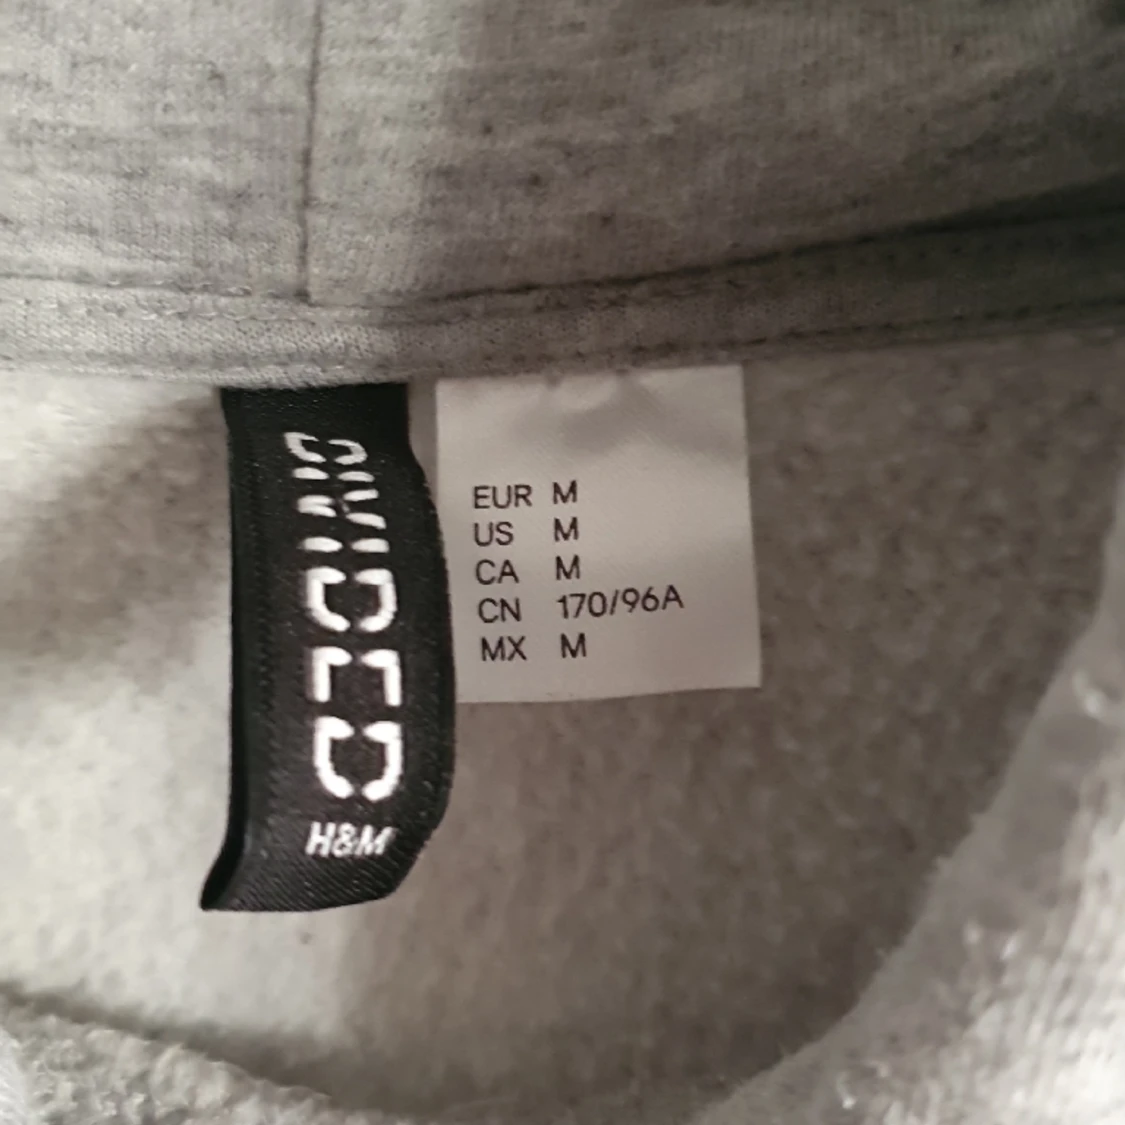 DIVIDED
H&M
EUR M
US M
CA M
CN 170/96A
MX M